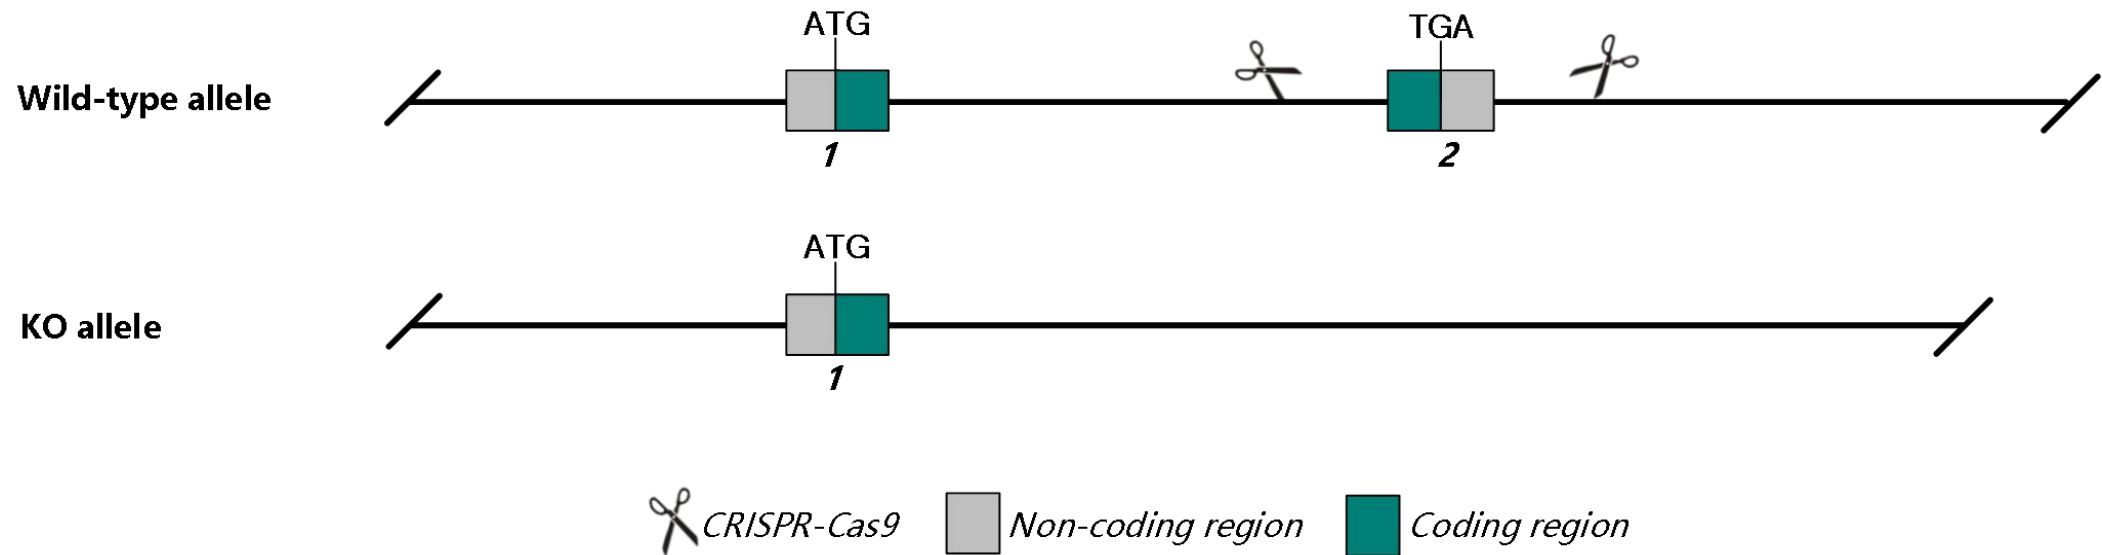 ATG
TGA
Wild-type allele
1
2
ATG
KO allele
1
CRISPR-Cas9
Non-coding region
Coding region